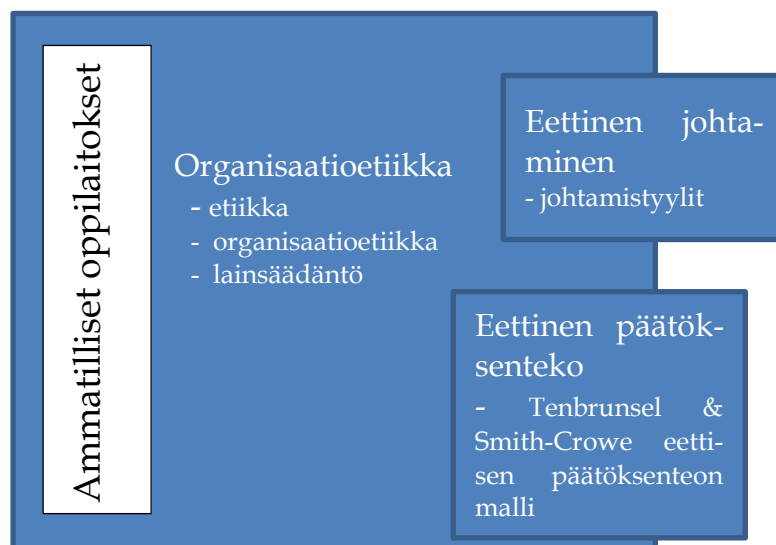 Ammatilliset oppilaitokset
Organisaatioetiikka
- etiikka
- organisaatioetiikka
- lainsäädäntö
Eettinen johta-
minen
- johtamistyylit
Eettinen päätök-
senteko
- Tenbrunsel &
Smith-Crowe eetti-
sen päätöksenteon
malli